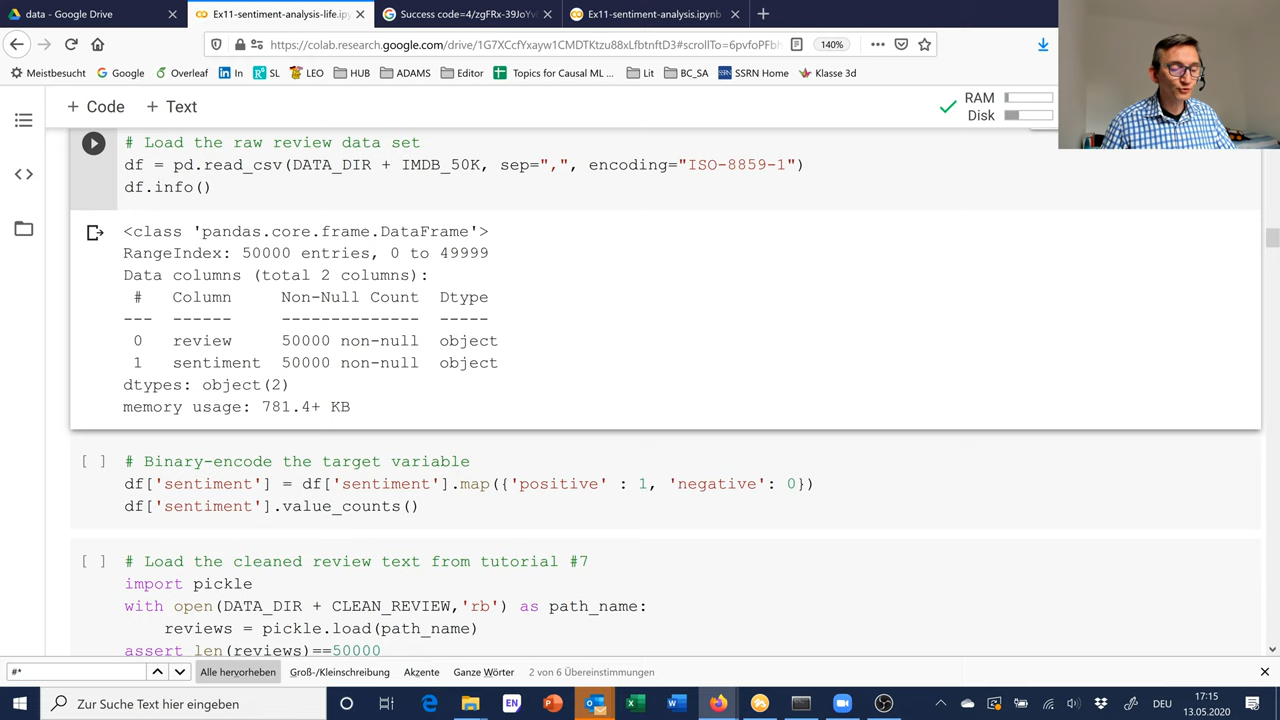 data - Google Drive
Ex11-sentiment-analysis-life.ipy
Success code=4/zgFRx-39JoYv
Ex11-sentiment-analysis.ipynb
https://colab.research.google.com/drive/1G7XCcfYxayw1CMDTKtzu88xLfbtnftD3#scrollTo=6pvfoPFbh
140%
Meistbesucht
Google
Overleaf
In
SL
LEO
HUB
ADAMS
Editor
Topics for Causal ML ...
Lit
BC_SA
SSRN Home
Klasse 3d
+ Code
+ Text
RAM
Disk
# Load the raw review data set
df = pd.read_csv(DATA_DIR + IMDB_50K, sep=",", encoding="ISO-8859-1")
df.info()
<class 'pandas.core.frame.DataFrame'>
RangeIndex: 50000 entries, 0 to 49999
Data columns (total 2 columns):
# Column Non-Null Count Dtype
--- ------ -------------- -----
0 review 50000 non-null object
1 sentiment 50000 non-null object
dtypes: object(2)
memory usage: 781.4+ KB
[ ] # Binary-encode the target variable
df['sentiment'] = df['sentiment'].map({'positive' : 1, 'negative': 0})
df['sentiment'].value_counts()
[ ] # Load the cleaned review text from tutorial #7
import pickle
with open(DATA_DIR + CLEAN_REVIEW,'rb') as path_name:
reviews = pickle.load(path_name)
assert len(reviews)==50000
#*
Alle hervorheben
Groß-/Kleinschreibung
Akzente
Ganze Wörter
2 von 6 Übereinstimmungen
Zur Suche Text hier eingeben
EN
DEU
17:15
13.05.2020